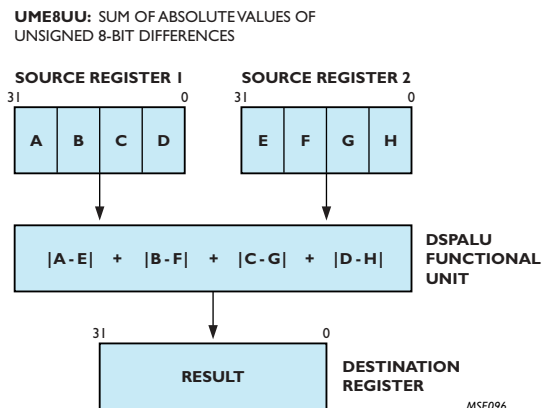 UME8UU: SUM OF ABSOLUTE VALUES OF
UNSIGNED 8-BIT DIFFERENCES
SOURCE REGISTER 1 SOURCE REGISTER 2
31 0 31 0
A B C D E F G H
|A-E| + |B-F| + |C-G| + |D-H|
DSPALU
FUNCTIONAL
UNIT
31 0
RESULT
DESTINATION
REGISTER
MSE096